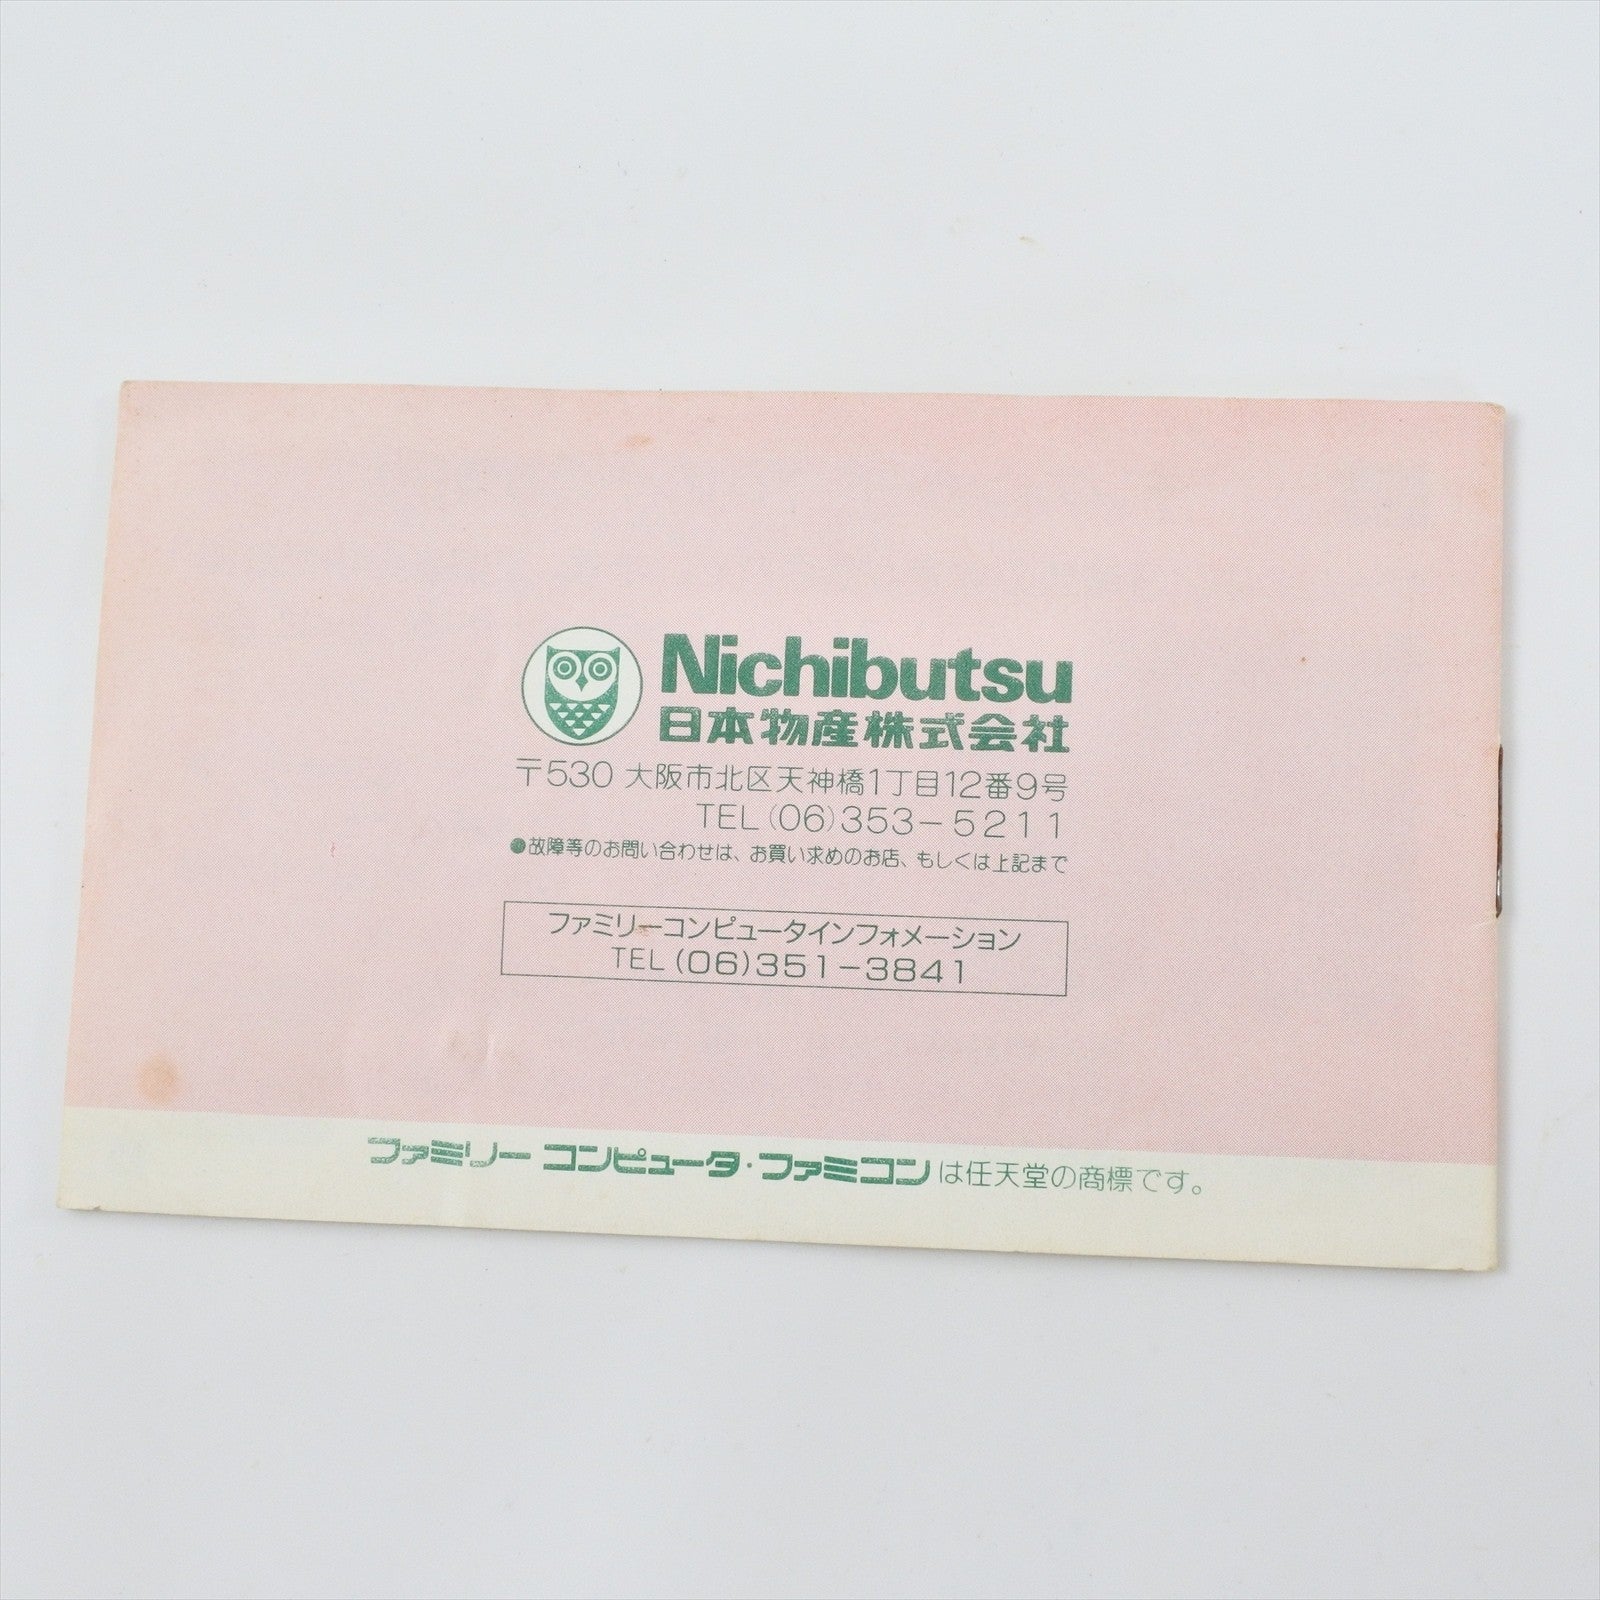 Nichibutsu
日本物産株式会社
〒530 大阪市北区天神橋1丁目12番9号
TEL(06)353-5211
●故障等のお問い合わせは、お買い求めのお店、もしくは上記まで
ファミリーコンピュータインフォメーション
TEL(06)351-3841
ファミリー コンピュータ・ファミコンは任天堂の商標です。